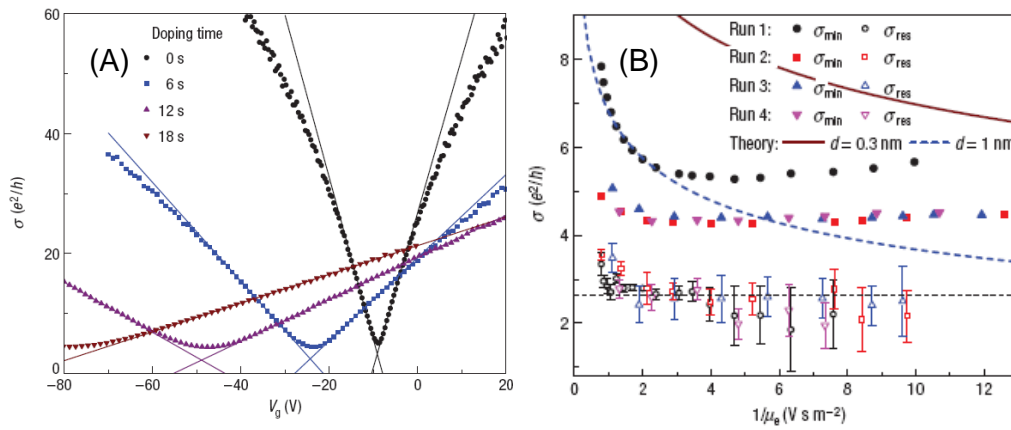 (A)
Doping time
0 s
6 s
12 s
18 s
σ (e²/h)
60
40
20
0
−80 −60 −40 −20 0 20
V_g (V)
(B)
Run 1: σ_min σ_res
Run 2: σ_min σ_res
Run 3: σ_min σ_res
Run 4: σ_min σ_res
Theory: d = 0.3 nm d = 1 nm
σ (e²/h)
8
6
4
2
0 2 4 6 8 10 12
1/μ_e (V s m⁻²)